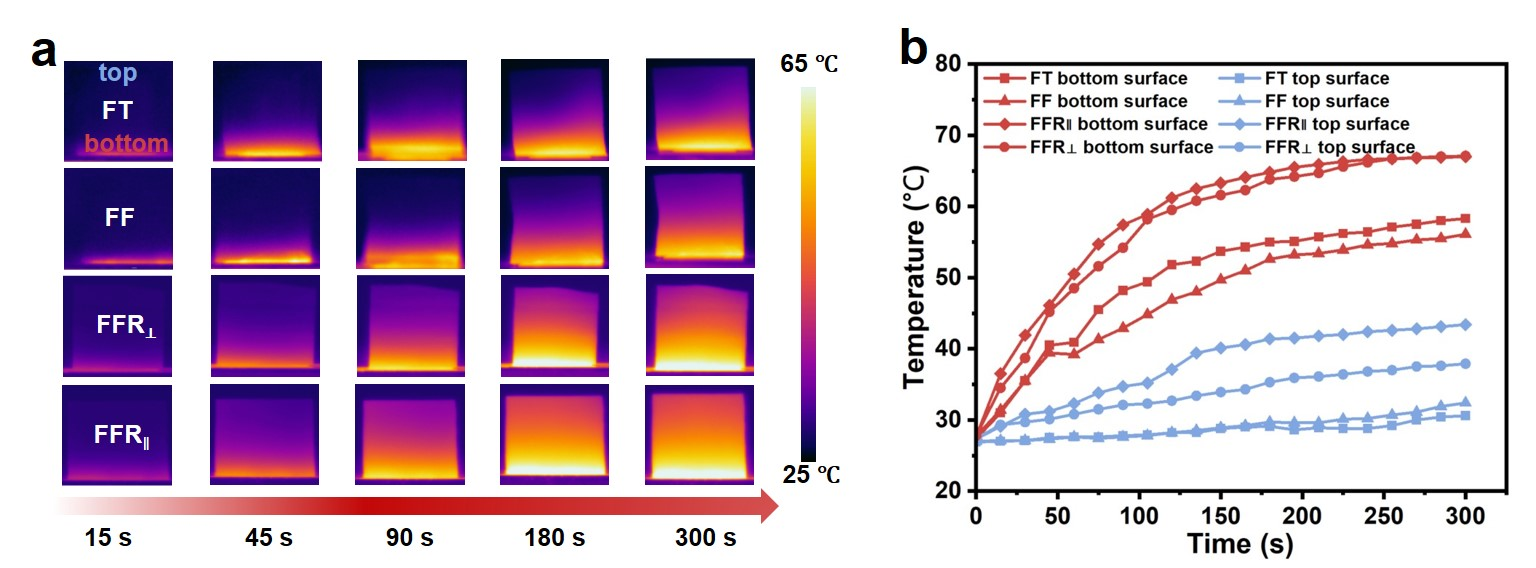 a
top
FT
bottom
FF
FFR⊥
FFR∥
15 s
45 s
90 s
180 s
300 s
65 ℃
25 ℃
b
FT bottom surface
FF bottom surface
FFR∥ bottom surface
FFR⊥ bottom surface
FT top surface
FF top surface
FFR∥ top surface
FFR⊥ top surface
Temperature (°C)
80
70
60
50
40
30
20
0
50
100
150
200
250
300
Time (s)